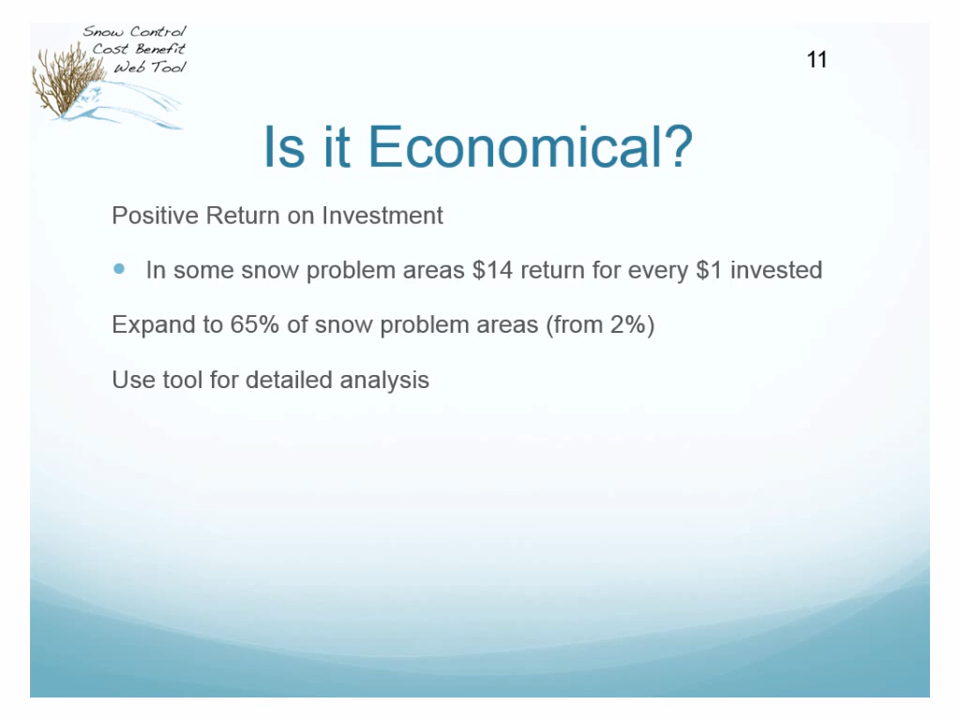 Snow Control
Cost Benefit
Web Tool
11
Is it Economical?
Positive Return on Investment
In some snow problem areas $14 return for every $1 invested
Expand to 65% of snow problem areas (from 2%)
Use tool for detailed analysis